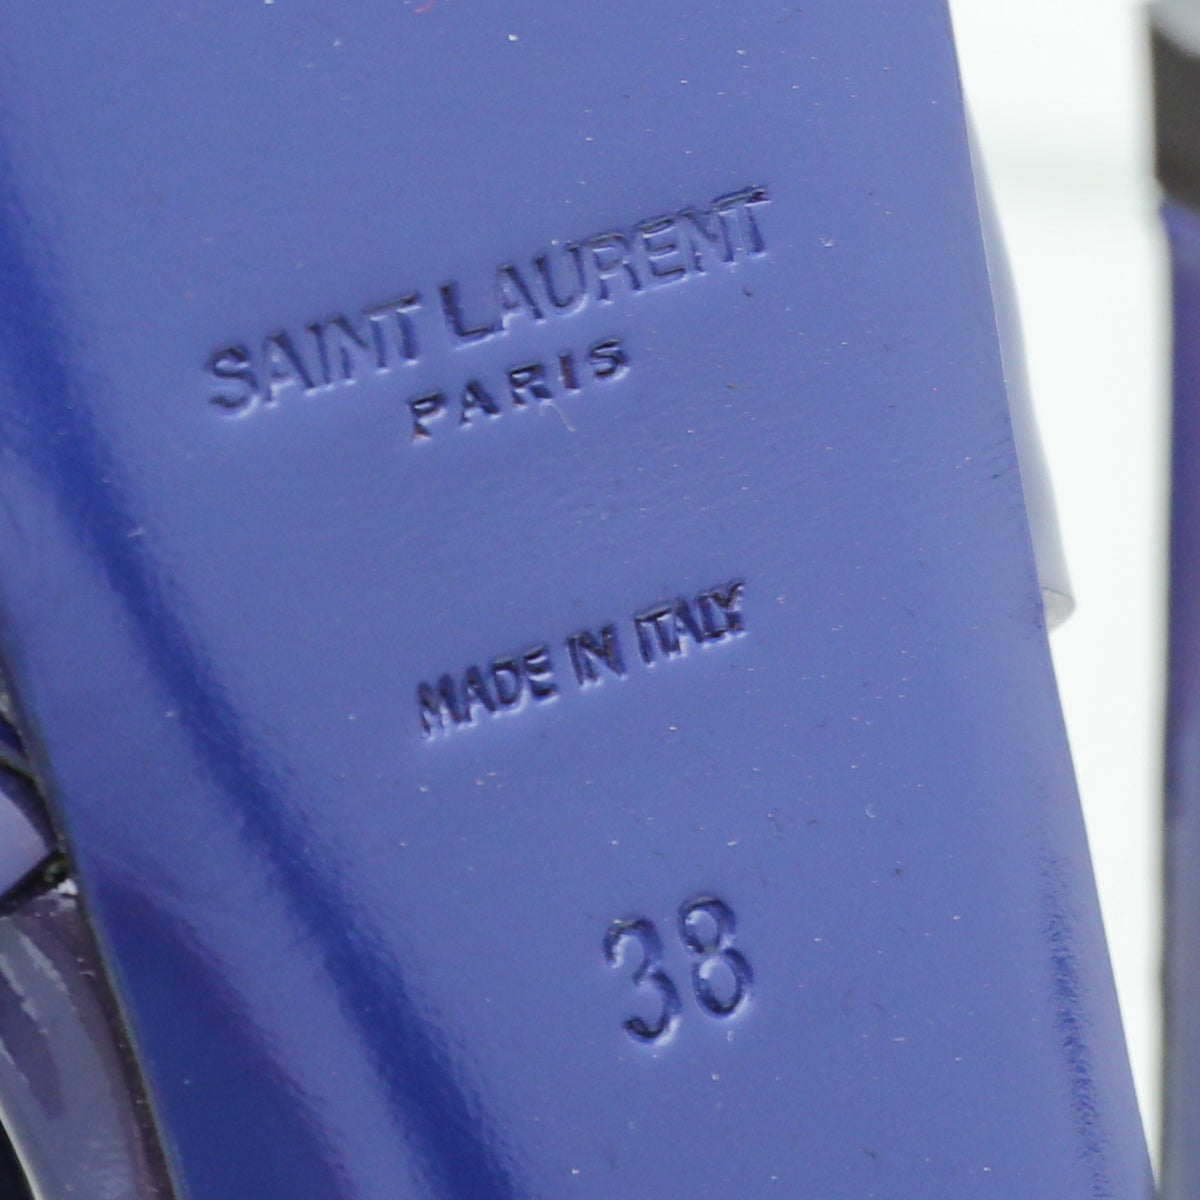 SAINT LAURENT
PARIS
MADE IN ITALY
38